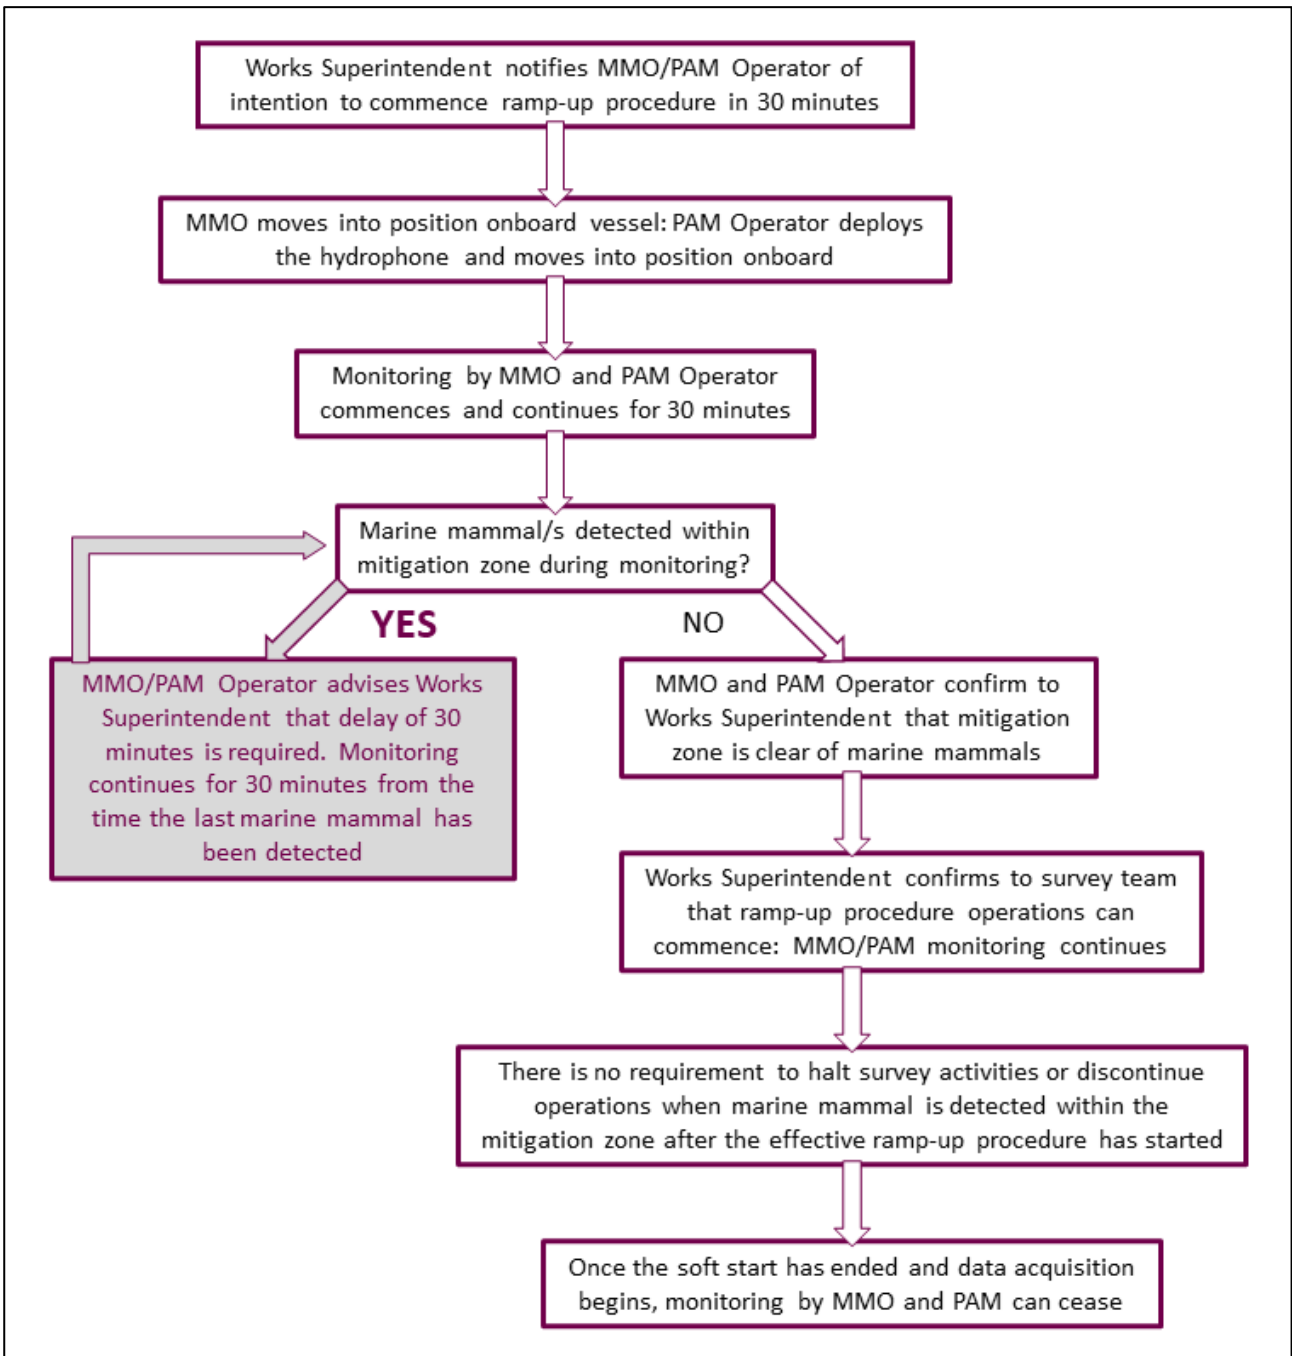 Works Superintendent notifies MMO/PAM Operator of
intention to commence ramp-up procedure in 30 minutes
MMO moves into position onboard vessel: PAM Operator deploys
the hydrophone and moves into position onboard
Monitoring by MMO and PAM Operator
commences and continues for 30 minutes
Marine mammal/s detected within
mitigation zone during monitoring?
YES
NO
MMO/PAM Operator advises Works
Superintendent that delay of 30
minutes is required. Monitoring
continues for 30 minutes from the
time the last marine mammal has
been detected
MMO and PAM Operator confirm to
Works Superintendent that mitigation
zone is clear of marine mammals
Works Superintendent confirms to survey team
that ramp-up procedure operations can
commence: MMO/PAM monitoring continues
There is no requirement to halt survey activities or discontinue
operations when marine mammal is detected within the
mitigation zone after the effective ramp-up procedure has started
Once the soft start has ended and data acquisition
begins, monitoring by MMO and PAM can cease